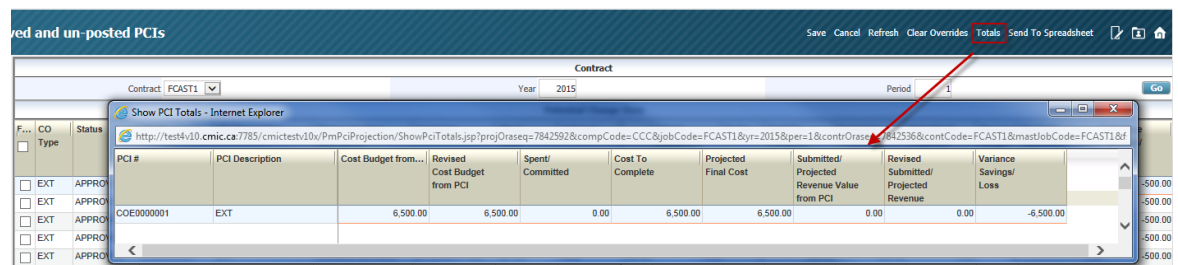 ved and un-posted PCIs
Save Cancel Refresh Clear Overrides Totals Send To Spreadsheet
Contract
Contract FCAST1 Year 2015 Period 1 Go
Show PCI Totals - Internet Explorer
http://test4v10.cmic.ca:7785/cmictestv10x/PmPciProjection/ShowPciTotals.jsp?projOraseq=7842592&compCode=CCC&jobCode=FCAST1&yr=2015&per=1&contrOraseq=7842536&contCode=FCAST1&mastJobCode=FCAST1&f
F... CO Type Status
PCI # PCI Description Cost Budget from... Revised Cost Budget from PCI Spent/ Committed Cost To Complete Projected Final Cost Submitted/ Projected Revenue Value from PCI Revised Submitted/ Projected Revenue Variance Savings/ Loss
COE0000001 EXT 6,500.00 6,500.00 0.00 6,500.00 6,500.00 0.00 0.00 -6,500.00
EXT APPROV -500.00
EXT APPROV -500.00
EXT APPROV -500.00
EXT APPROV -500.00
EXT APPROV -500.00